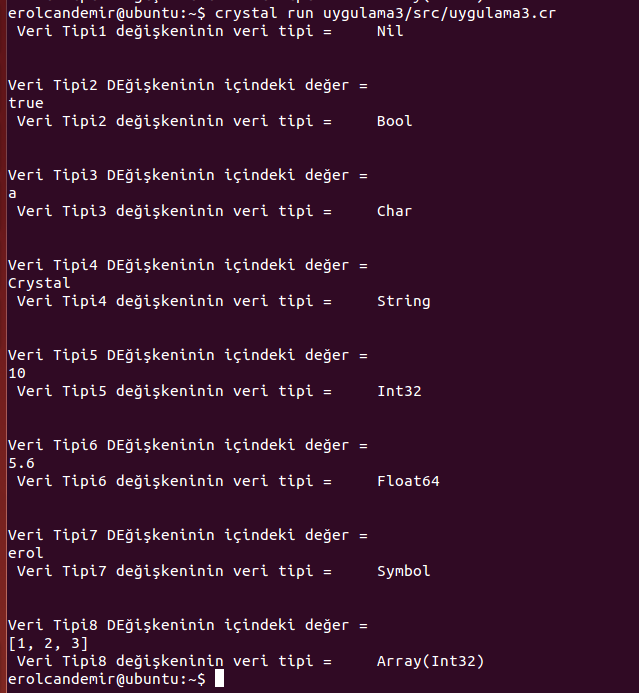 erolcandemir@ubuntu:~$ crystal run uygulama3/src/uygulama3.cr
Veri Tipi1 değişkeninin veri tipi =     Nil
Veri Tipi2 DEğişkeninin içindeki değer =
true
Veri Tipi2 değişkeninin veri tipi =     Bool
Veri Tipi3 DEğişkeninin içindeki değer =
a
Veri Tipi3 değişkeninin veri tipi =     Char
Veri Tipi4 DEğişkeninin içindeki değer =
Crystal
Veri Tipi4 değişkeninin veri tipi =     String
Veri Tipi5 DEğişkeninin içindeki değer =
10
Veri Tipi5 değişkeninin veri tipi =     Int32
Veri Tipi6 DEğişkeninin içindeki değer =
5.6
Veri Tipi6 değişkeninin veri tipi =     Float64
Veri Tipi7 DEğişkeninin içindeki değer =
erol
Veri Tipi7 değişkeninin veri tipi =     Symbol
Veri Tipi8 DEğişkeninin içindeki değer =
[1, 2, 3]
Veri Tipi8 değişkeninin veri tipi =     Array(Int32)
erolcandemir@ubuntu:~$